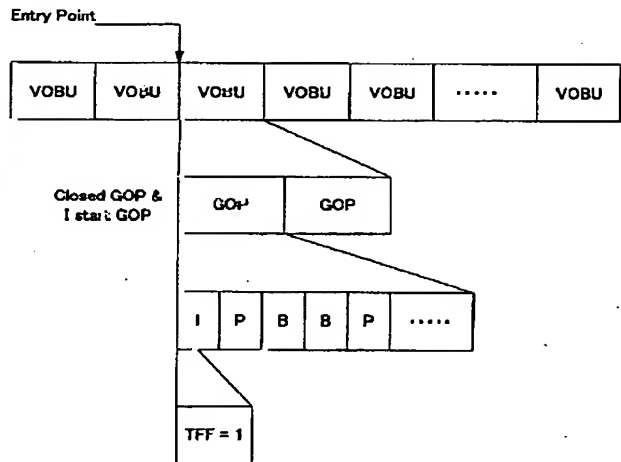 Entry Point
VOBU VOBU VOBU VOBU VOBU ····· VOBU
Closed GOP &
I start GOP
GOP GOP
I P B B P ·····
TFF = 1